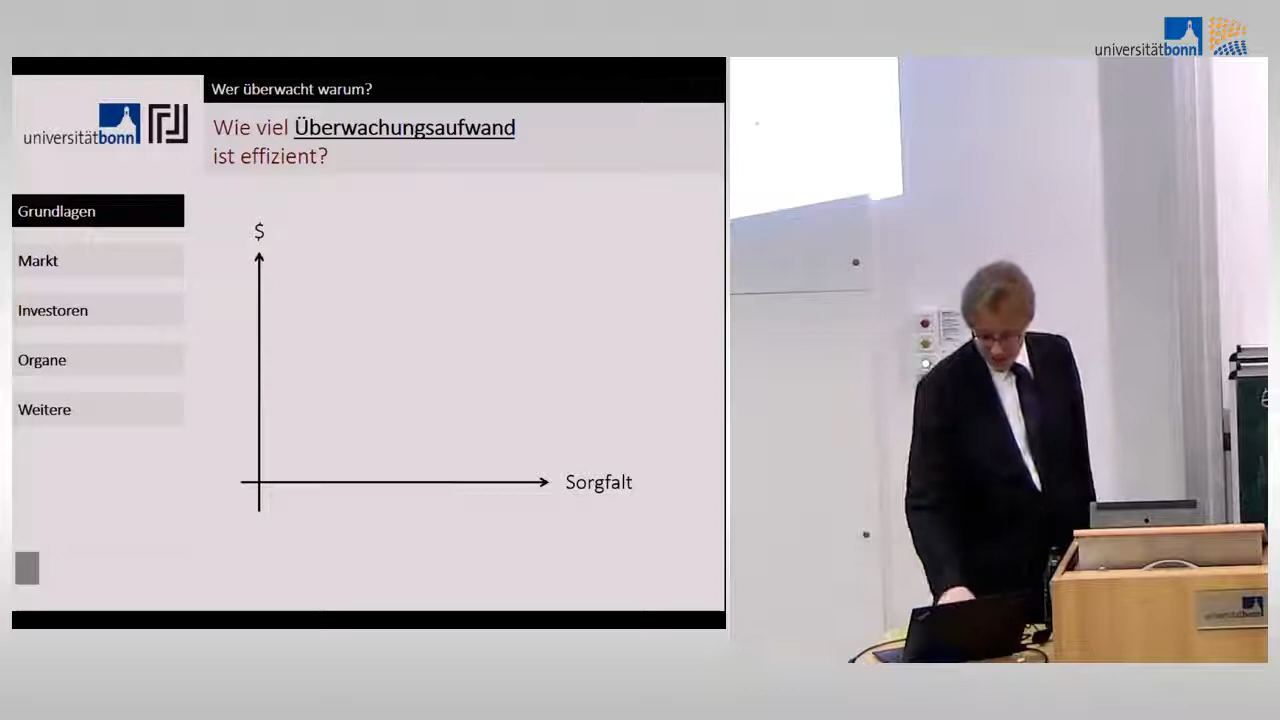 universitätbonn
Wer überwacht warum?
universitätbonn
Wie viel Überwachungsaufwand
ist effizient?
Grundlagen
Markt
Investoren
Organe
Weitere
$
Sorgfalt